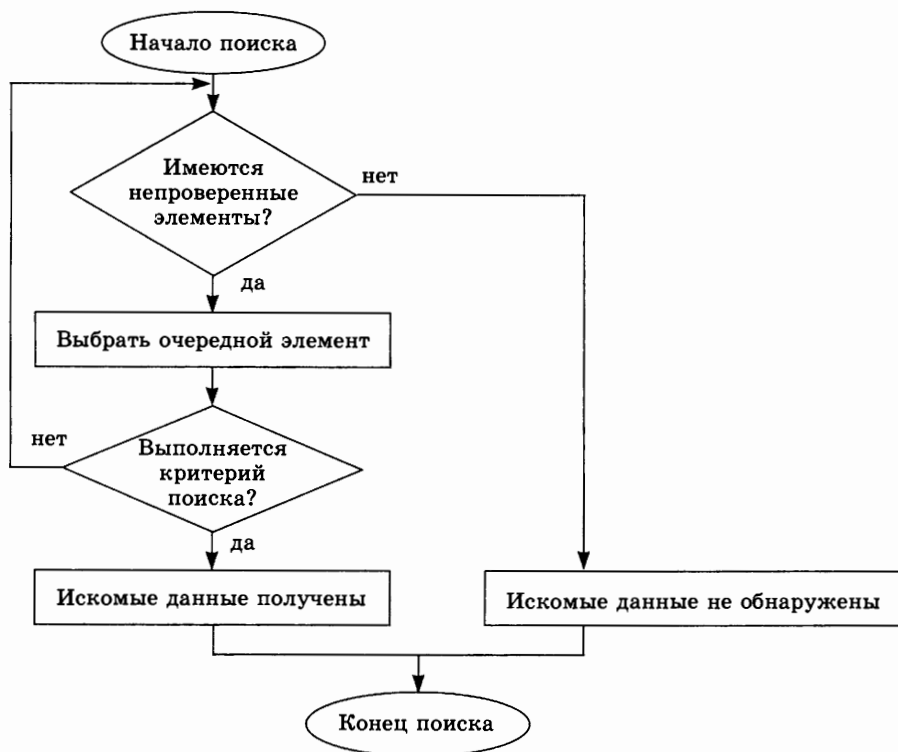 Начало поиска
Имеются
непроверенные
элементы?
нет
да
Выбрать очередной элемент
нет
Выполняется
критерий
поиска?
да
Искомые данные получены
Искомые данные не обнаружены
Конец поиска